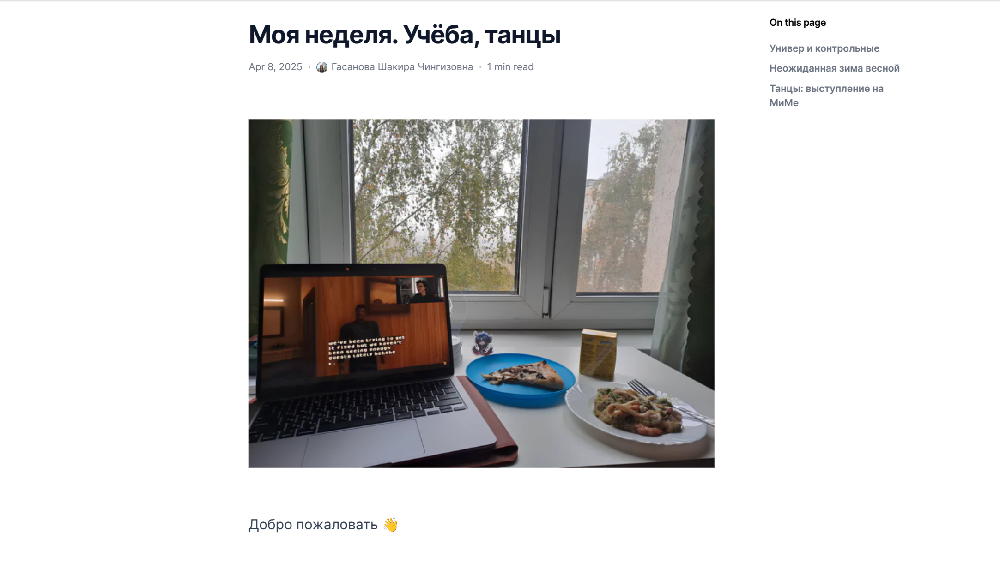 Моя неделя. Учёба, танцы
Apr 8, 2025 · Гасанова Шакира Чингизовна · 1 min read
On this page
Универ и контрольные
Неожиданная зима весной
Танцы: выступление на
МиМе
we've been trying to get
it fixed but we haven't
been seeing enough
guests lately hehehe
Добро пожаловать 👋